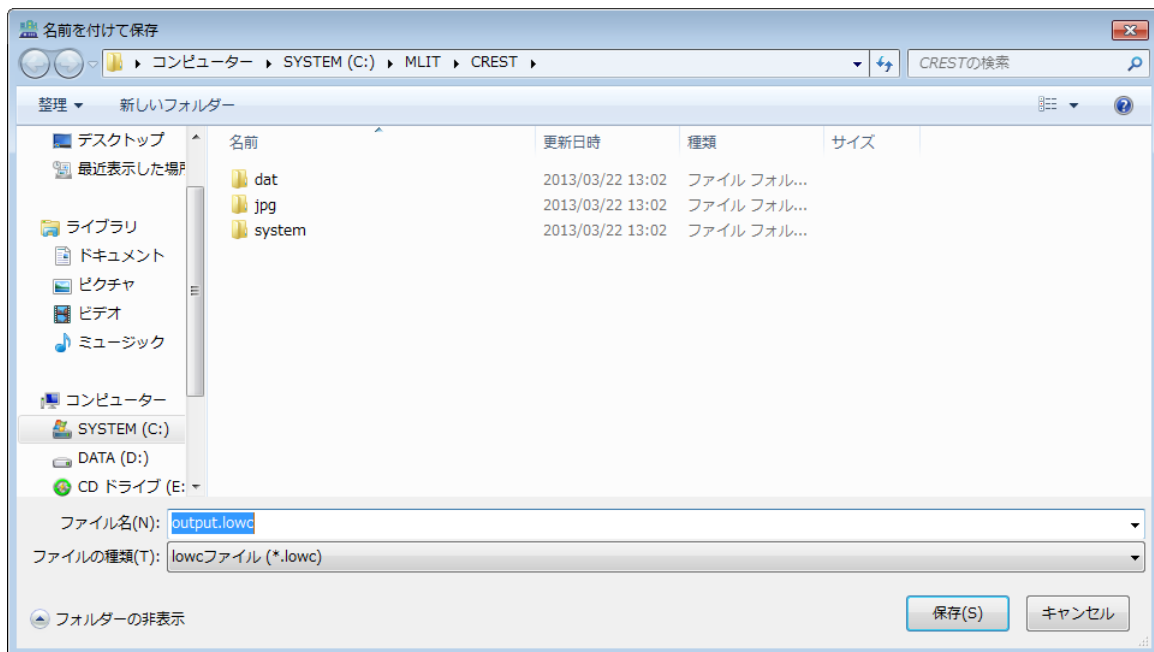 名前を付けて保存
コンピューター SYSTEM (C:) MLIT CREST CRESTの検索
整理 新しいフォルダー
デスクトップ
最近表示した場所
ライブラリ
ドキュメント
ピクチャ
ビデオ
ミュージック
コンピューター
SYSTEM (C:)
DATA (D:)
CD ドライブ (E:
名前 更新日時 種類 サイズ
dat 2013/03/22 13:02 ファイル フォル...
jpg 2013/03/22 13:02 ファイル フォル...
system 2013/03/22 13:02 ファイル フォル...
ファイル名(N): output.lowc
ファイルの種類(T): lowcファイル (*.lowc)
フォルダーの非表示 保存(S) キャンセル